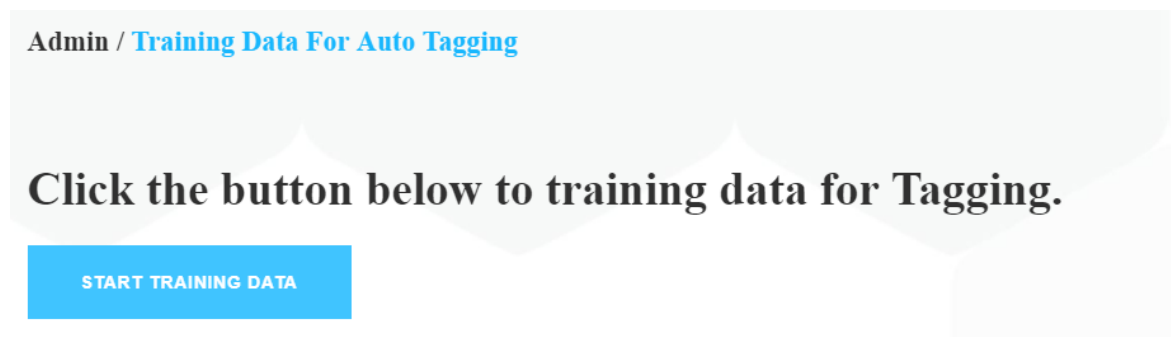 Admin / Training Data For Auto Tagging
Click the button below to training data for Tagging.
START TRAINING DATA